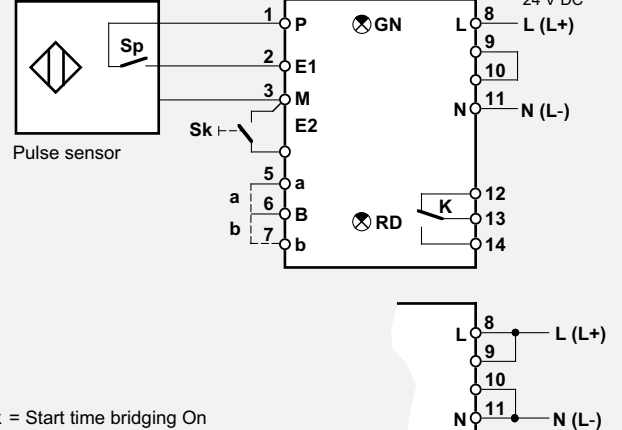 24 V DC
1 P GN L 8 L (L+)
Sp 9
2 E1 10
3 M N 11 N (L-)
Sk E2
Pulse sensor
5 a
a 6 B K 12
b 7 b RD 13
14
L 8 L (L+)
9
10
= Start time bridging On N 11 N (L-)